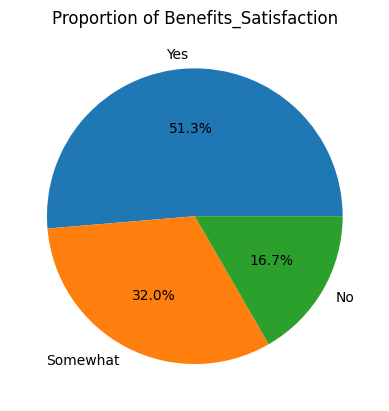 Proportion of Benefits_Satisfaction
Yes
51.3%
16.7%
32.0%
No
Somewhat